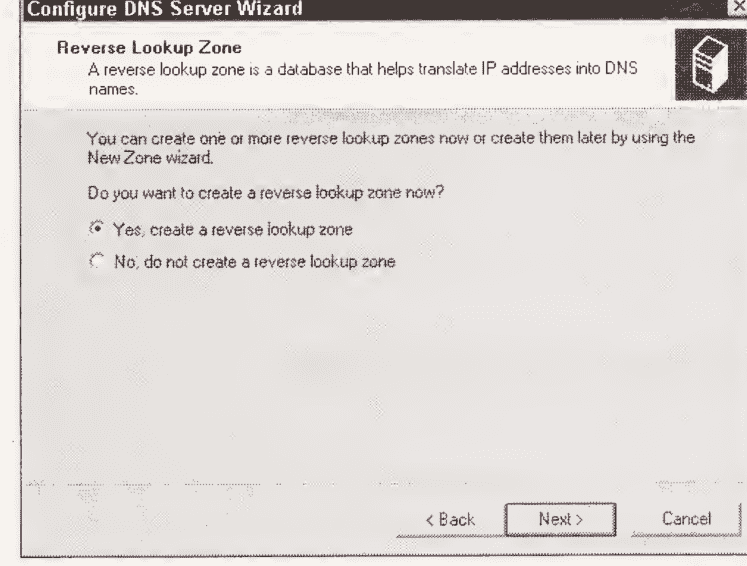 Configure DNS Server Wizard
Reverse Lookup Zone
A reverse lookup zone is a database that helps translate IP addresses into DNS
names.
You can create one or more reverse lookup zones now or create them later by using the
New Zone wizard.
Do you want to create a reverse lookup zone now?
Yes, create a reverse lookup zone
No, do not create a reverse lookup zone
< Back Next > Cancel